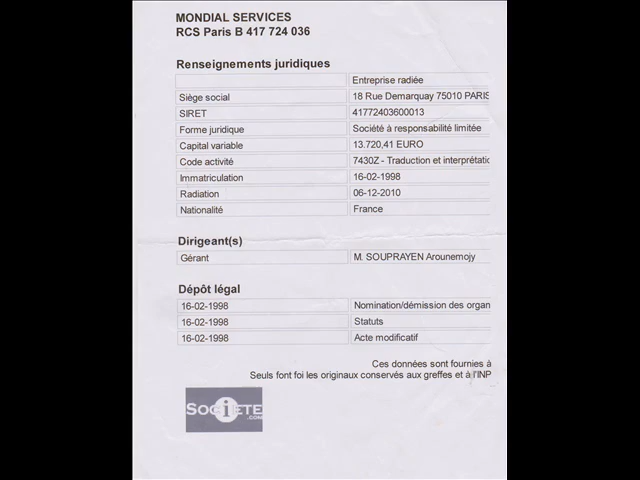 MONDIAL SERVICES
RCS Paris B 417 724 036
Renseignements juridiques
Entreprise radiée
Siège social 18 Rue Demarquay 75010 PARIS
SIRET 41772403600013
Forme juridique Société à responsabilité limitée
Capital variable 13.720,41 EURO
Code activité 7430Z - Traduction et interprétatio
Immatriculation 16-02-1998
Radiation 06-12-2010
Nationalité France
Dirigeant(s)
Gérant M. SOUPRAYEN Arounemojy
Dépôt légal
16-02-1998 Nomination/démission des organ
16-02-1998 Statuts
16-02-1998 Acte modificatif
Ces données sont fournies à
Seuls font foi les originaux conservés aux greffes et à l'INP
SOCIETE
.COM